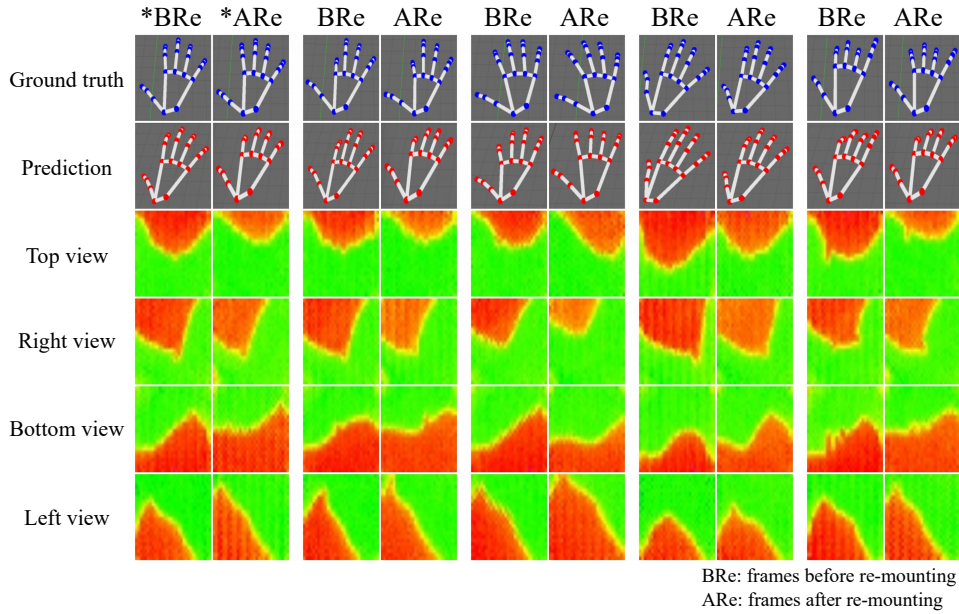 *BRe *ARe BRe ARe BRe ARe BRe ARe BRe ARe
Ground truth
Prediction
Top view
Right view
Bottom view
Left view
BRe: frames before re-mounting
ARe: frames after re-mounting